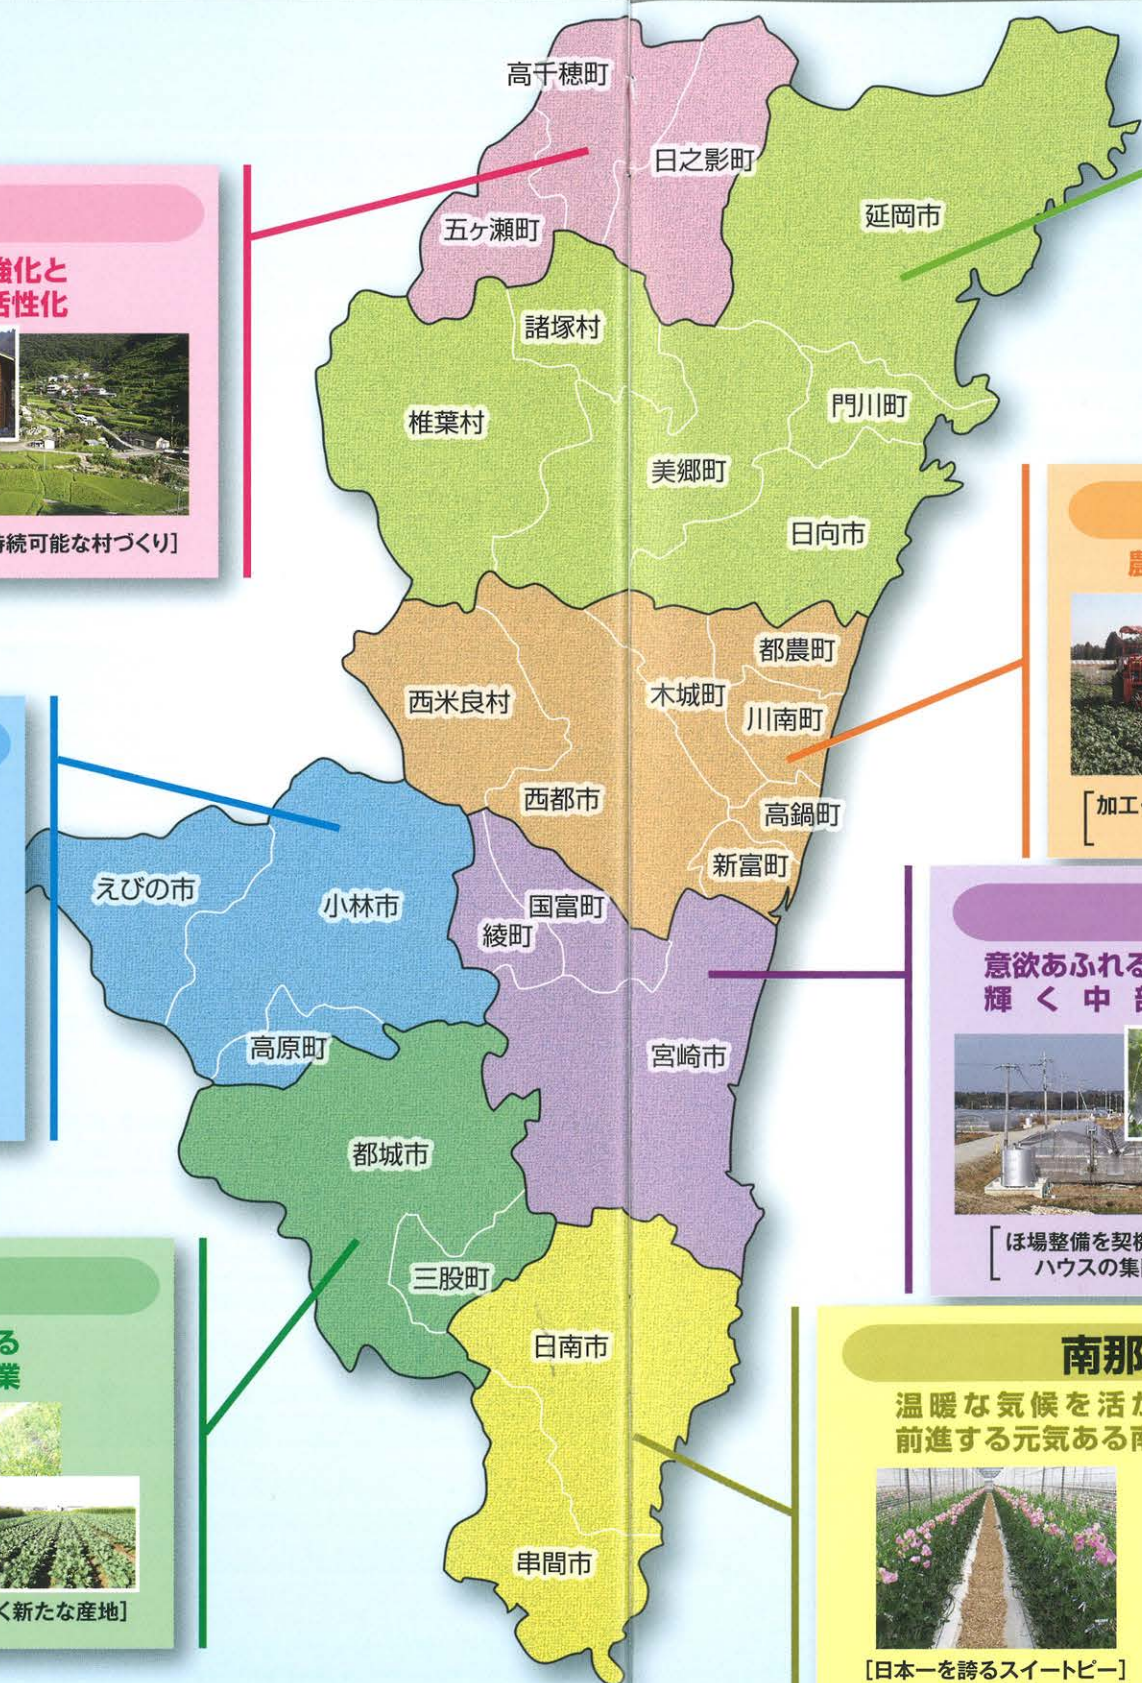 高千穂町
日之影町
五ヶ瀬町
延岡市
諸塚村
椎葉村
門川町
美郷町
日向市
都農町
西米良村
木城町
川南町
西都市
高鍋町
新富町
えびの市
小林市
国富町
綾町
高原町
宮崎市
都城市
三股町
日南市
串間市
強化と
活性化
持続可能な村づくり]
農
[加工
意欲あふれる
輝く中部
[ほ場整備を契機
ハウスの集団
る
業
く新たな産地]
南那
温暖な気候を活か
前進する元気ある南
[日本一を誇るスイートピー]